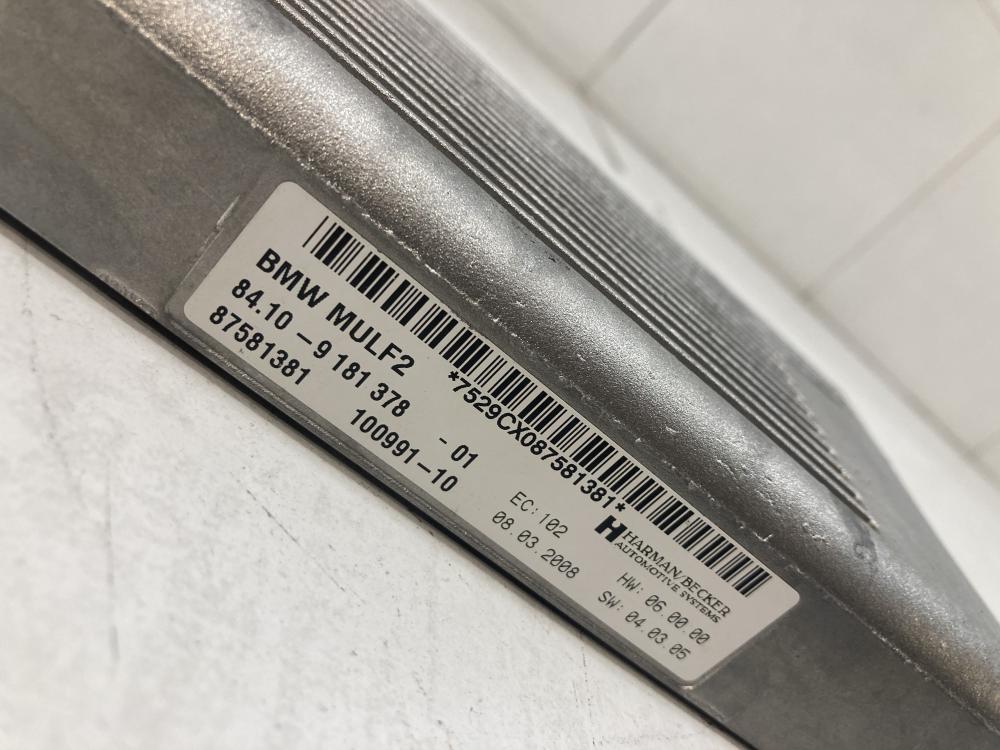 *7529CX087581381*
BMW MULF2
84.10-9 181 378 -01
87581381 100991-10
EC: 102
08.03.2008
HARMAN/BECKER
AUTOMOTIVE SYSTEMS
HW: 06.00.00
SW: 04.03.05